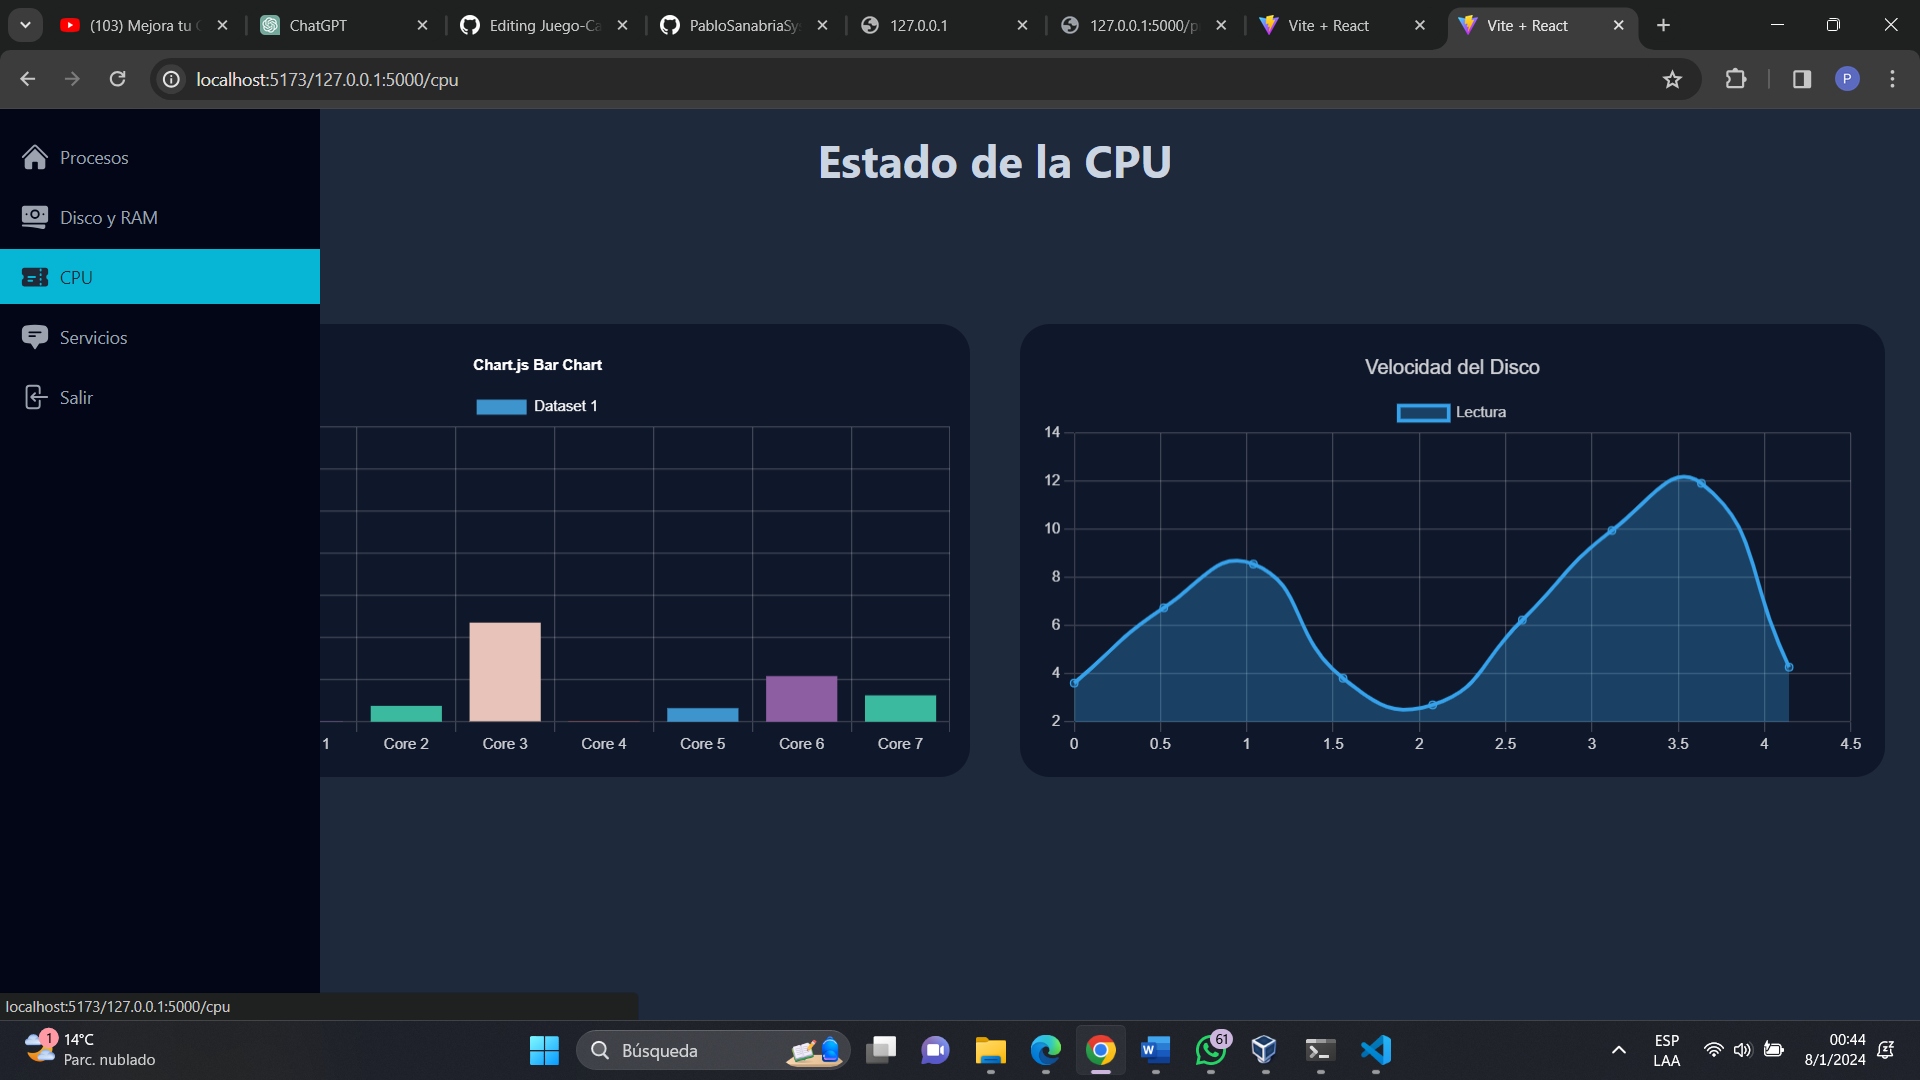 (103) Mejora tu
ChatGPT
Editing Juego-Ca
PabloSanabriaSy
127.0.0.1
127.0.0.1:5000/p
Vite + React
Vite + React
localhost:5173/127.0.0.1:5000/cpu
P
Procesos
Disco y RAM
CPU
Servicios
Salir
Estado de la CPU
Chart.js Bar Chart
Dataset 1
1
Core 2
Core 3
Core 4
Core 5
Core 6
Core 7
Velocidad del Disco
Lectura
14
12
10
8
6
4
2
0
0.5
1
1.5
2
2.5
3
3.5
4
4.5
localhost:5173/127.0.0.1:5000/cpu
1
14°C
Parc. nublado
Búsqueda
W
61
ESP
LAA
00:44
8/1/2024